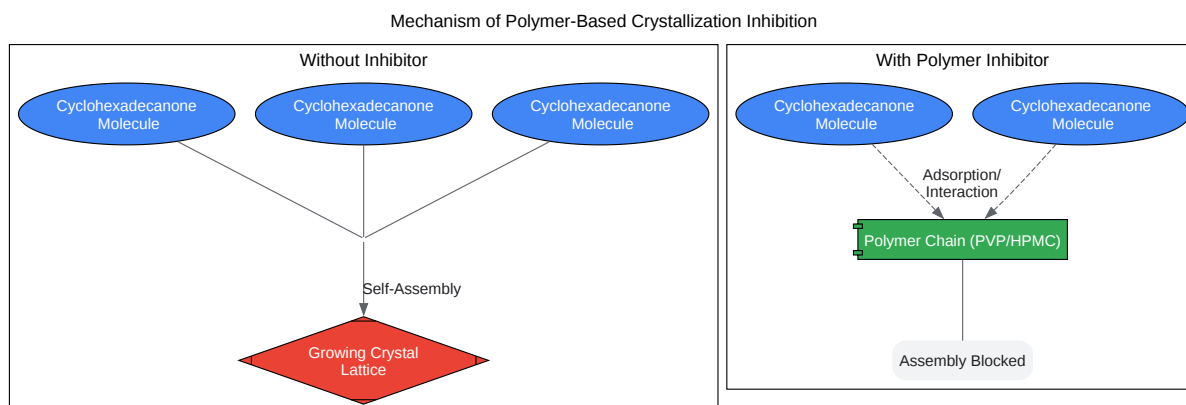 Mechanism of Polymer-Based Crystallization Inhibition
Without Inhibitor
Cyclohexadecanone
Molecule
Cyclohexadecanone
Molecule
Cyclohexadecanone
Molecule
Self-Assembly
Growing Crystal
Lattice
With Polymer Inhibitor
Cyclohexadecanone
Molecule
Cyclohexadecanone
Molecule
Adsorption/
Interaction
Polymer Chain (PVP/HPMC)
Assembly Blocked